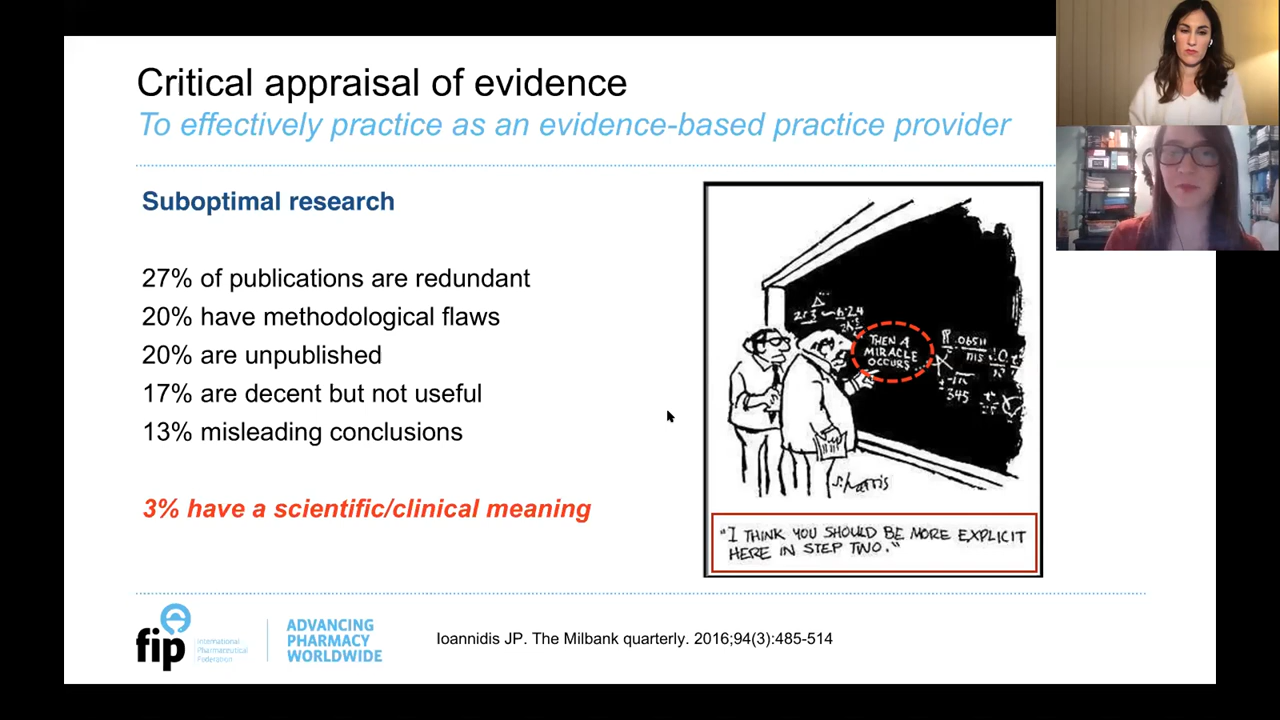 Critical appraisal of evidence
To effectively practice as an evidence-based practice provider
Suboptimal research
27% of publications are redundant
20% have methodological flaws
20% are unpublished
17% are decent but not useful
13% misleading conclusions
3% have a scientific/clinical meaning
THEN A
MIRACLE
OCCURS
S. Harris
"I THINK YOU SHOULD BE MORE EXPLICIT
HERE IN STEP TWO."
fip
International
Pharmaceutical
Federation
ADVANCING
PHARMACY
WORLDWIDE
Ioannidis JP. The Milbank quarterly. 2016;94(3):485-514